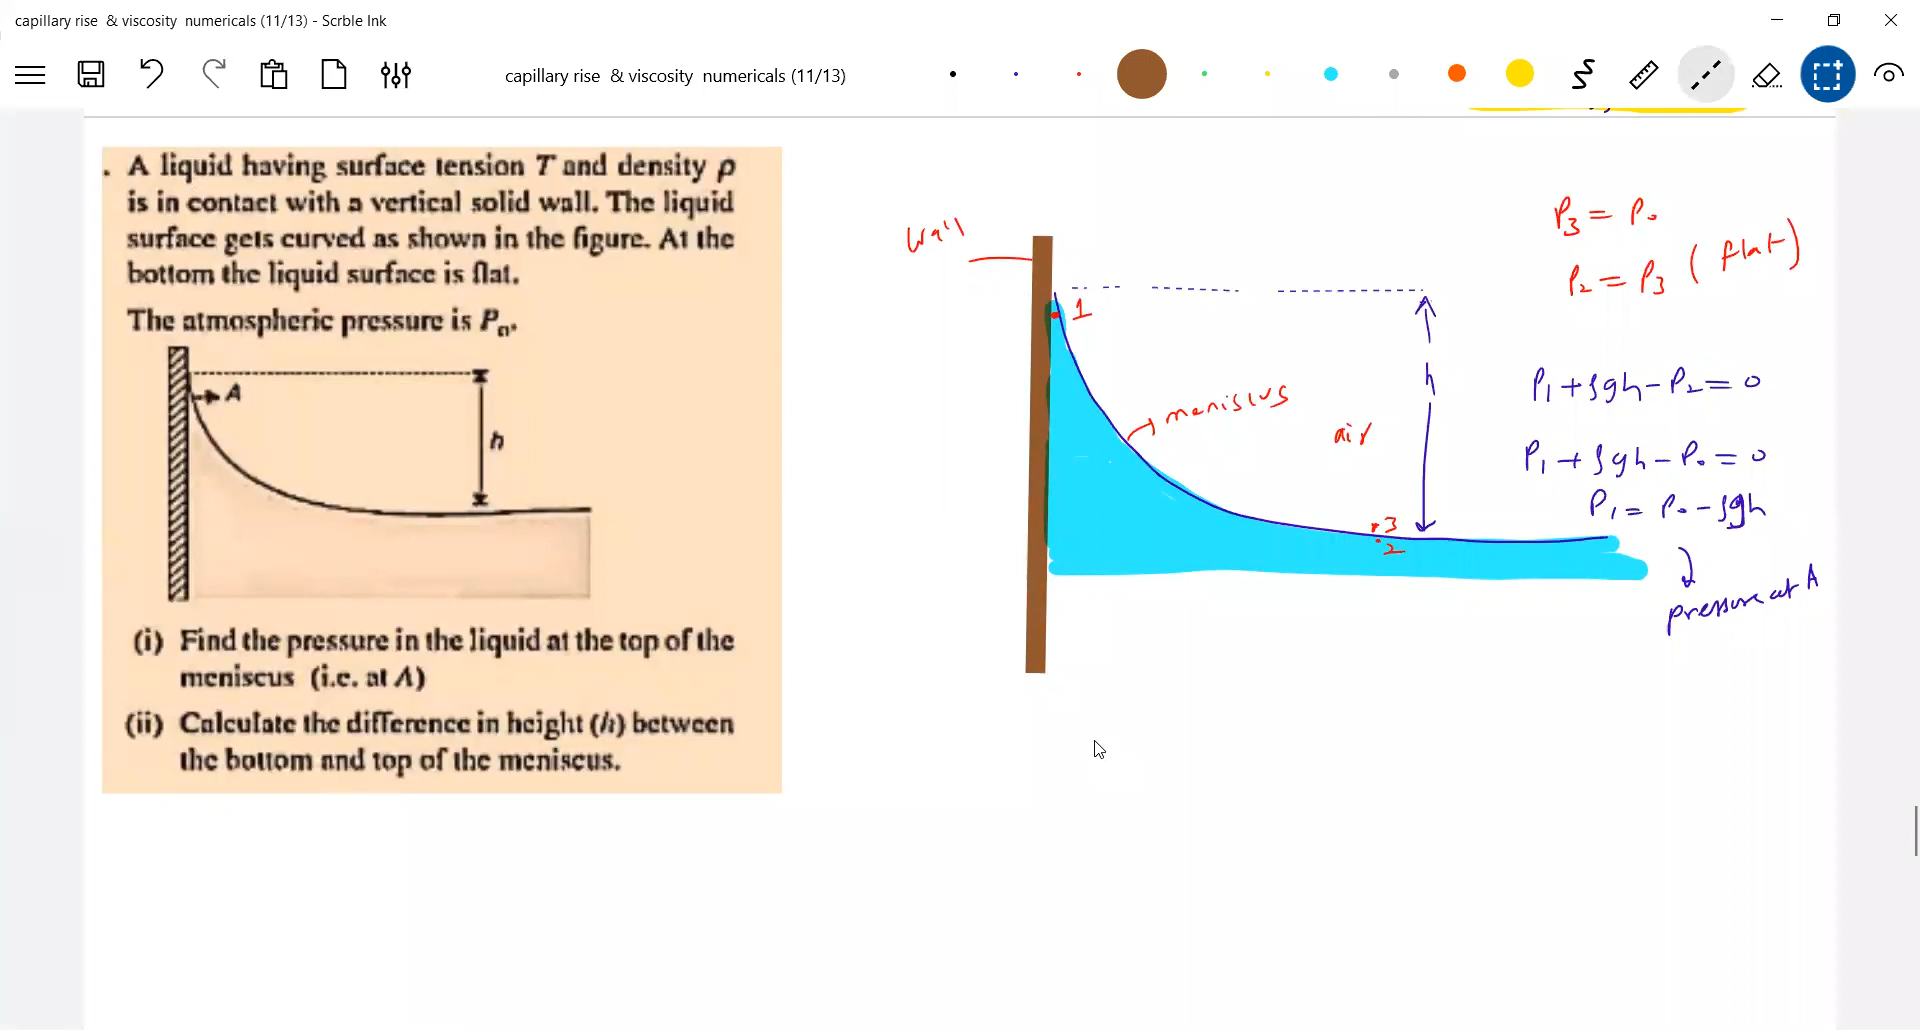 capillary rise & viscosity numericals (11/13) - Scrble Ink
capillary rise & viscosity numericals (11/13)
. A liquid having surface tension T and density ρ
is in contact with a vertical solid wall. The liquid
surface gets curved as shown in the figure. At the
bottom the liquid surface is flat.
The atmospheric pressure is P₀.
A
h
(i) Find the pressure in the liquid at the top of the
meniscus (i.e. at A)
(ii) Calculate the difference in height (h) between
the bottom and top of the meniscus.
wall
1
meniscus
air
h
3
2
P₃ = P₀
P₂ = P₃ (flat)
P₁ + ρgh - P₂ = 0
P₁ + ρgh - P₀ = 0
P₁ = P₀ - ρgh
pressure at A